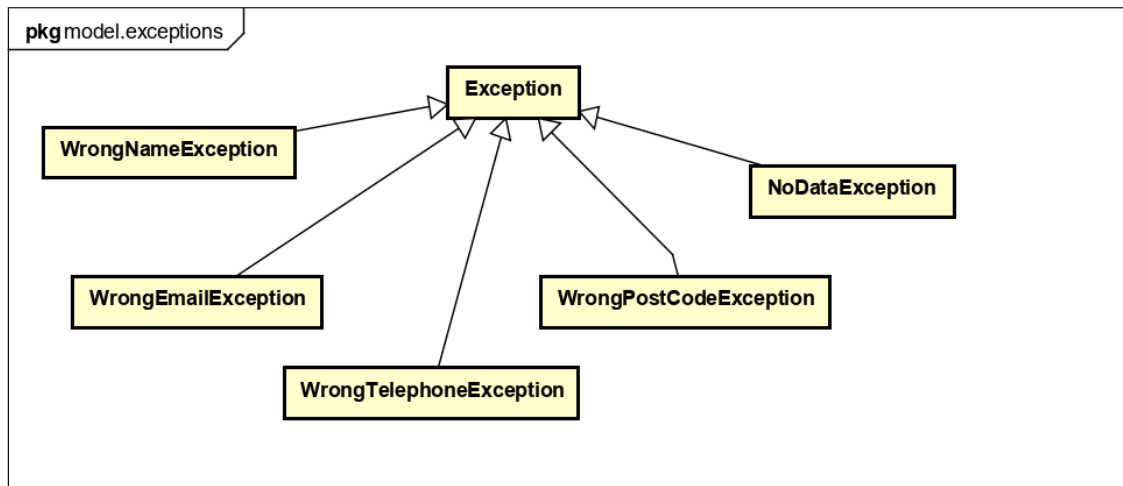 pkg model.exceptions
Exception
WrongNameException
NoDataException
WrongEmailException
WrongPostCodeException
WrongTelephoneException